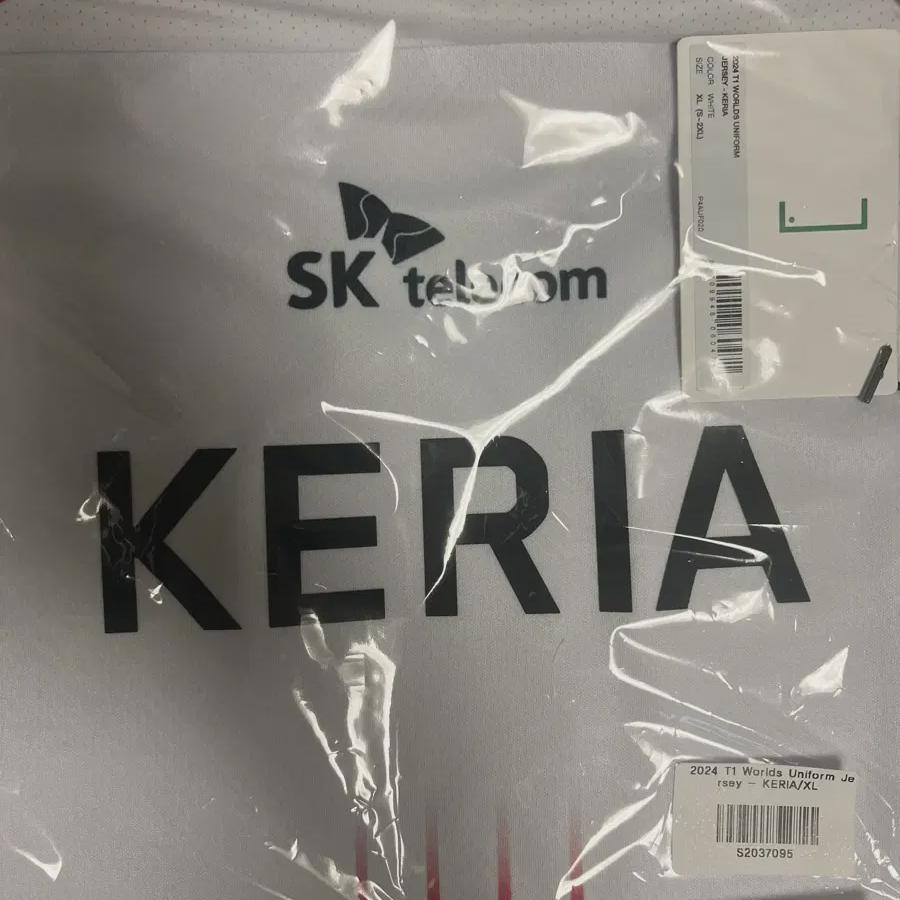 SK telecom
KERIA
2024 T1 WORLDS UNIFORM
JERSEY - KERIA
COLOR WHITE
SIZE XL (S~2XL)
2024 T1 Worlds Uniform Je
rsey - KERIA/XL
S2037095